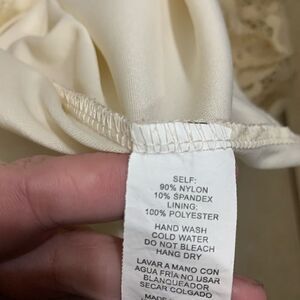 SELF:
90% NYLON
10% SPANDEX
LINING:
100% POLYESTER
HAND WASH
COLD WATER
DO NOT BLEACH
HANG DRY
LAVAR A MANO CON
AGUA FRIA NO USAR
BLANQUEADOR
SECAR COLGADO
MADE